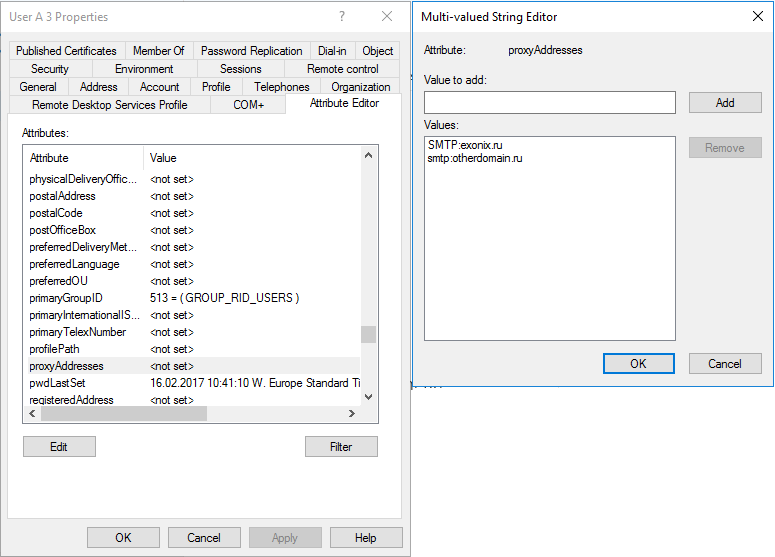 User A 3 Properties
Published Certificates Member Of Password Replication Dial-in Object
Security Environment Sessions Remote control
General Address Account Profile Telephones Organization
Remote Desktop Services Profile COM+ Attribute Editor
Attributes:
Attribute Value
physicalDeliveryOffic... <not set>
postalAddress <not set>
postalCode <not set>
postOfficeBox <not set>
preferredDeliveryMet... <not set>
preferredLanguage <not set>
preferredOU <not set>
primaryGroupID 513 = ( GROUP_RID_USERS )
primaryInternationalIS... <not set>
primaryTelexNumber <not set>
profilePath <not set>
proxyAddresses <not set>
pwdLastSet 16.02.2017 10:41:10 W. Europe Standard Ti
registeredAddress <not set>
Edit Filter
OK Cancel Apply Help
Multi-valued String Editor
Attribute: proxyAddresses
Value to add:
Add
Values:
SMTP:exonix.ru
smtp:otherdomain.ru
Remove
OK Cancel